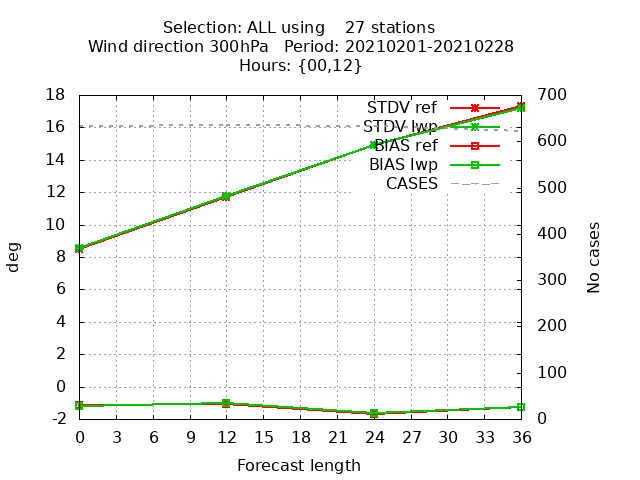 Selection: ALL using    27 stations
Wind direction 300hPa   Period: 20210201-20210228
Hours: {00,12}
18 700
STDV ref
16 STDV lwp 600
BIAS ref
14 BIAS lwp
CASES
12 500
10 400
8 300
6
4 200
2 100
0
-2 0
deg
No cases
0 3 6 9 12 15 18 21 24 27 30 33 36
Forecast length